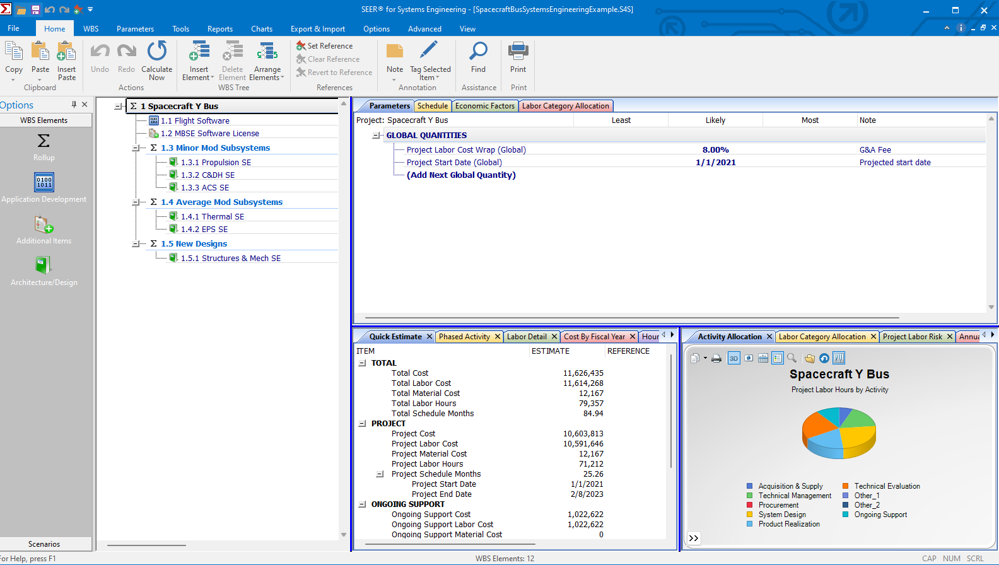 SEER® for Systems Engineering - [SpacecraftBusSystemsEngineeringExample.S4S]
File Home WBS Parameters Tools Reports Charts Export & Import Options Advanced View
Copy Paste Insert Paste Undo Redo Calculate Now Insert Element Delete Element Arrange Elements
Set Reference
Clear Reference
Revert to Reference
Note Tag Selected Item Find Print
Clipboard Actions WBS Tree References Annotation Assistance Print
Options
WBS Elements
Σ
Rollup
0100
1011
Application Development
Additional Items
Architecture/Design
Scenarios
Σ 1 Spacecraft Y Bus
1.1 Flight Software
1.2 MBSE Software License
Σ 1.3 Minor Mod Subsystems
1.3.1 Propulsion SE
1.3.2 C&DH SE
1.3.3 ACS SE
Σ 1.4 Average Mod Subsystems
1.4.1 Thermal SE
1.4.2 EPS SE
Σ 1.5 New Designs
1.5.1 Structures & Mech SE
Parameters Schedule Economic Factors Labor Category Allocation
Project: Spacecraft Y Bus Least Likely Most Note
GLOBAL QUANTITIES
Project Labor Cost Wrap (Global) 8.00% G&A Fee
Project Start Date (Global) 1/1/2021 Projected start date
(Add Next Global Quantity)
Quick Estimate Phased Activity Labor Detail Cost By Fiscal Year Hour
ITEM ESTIMATE REFERENCE
TOTAL
Total Cost 11,626,435
Total Labor Cost 11,614,268
Total Material Cost 12,167
Total Labor Hours 79,357
Total Schedule Months 84.94
PROJECT
Project Cost 10,603,813
Project Labor Cost 10,591,646
Project Material Cost 12,167
Project Labor Hours 71,212
Project Schedule Months 25.26
Project Start Date 1/1/2021
Project End Date 2/8/2023
ONGOING SUPPORT
Ongoing Support Cost 1,022,622
Ongoing Support Labor Cost 1,022,622
Ongoing Support Material Cost 0
Activity Allocation Labor Category Allocation Project Labor Risk Annua
3D #
Spacecraft Y Bus
Project Labor Hours by Activity
Acquisition & Supply Technical Evaluation
Technical Management Other_1
Procurement Other_2
System Design Ongoing Support
Product Realization
For Help, press F1 WBS Elements: 12 CAP NUM SCRL